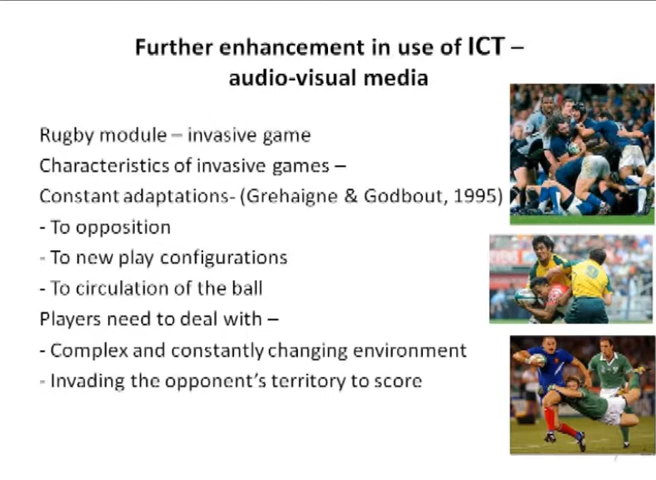 Further enhancement in use of ICT –
audio-visual media
Rugby module – invasive game
Characteristics of invasive games –
Constant adaptations- (Grehaigne & Godbout, 1995)
- To opposition
- To new play configurations
- To circulation of the ball
Players need to deal with –
- Complex and constantly changing environment
- Invading the opponent's territory to score